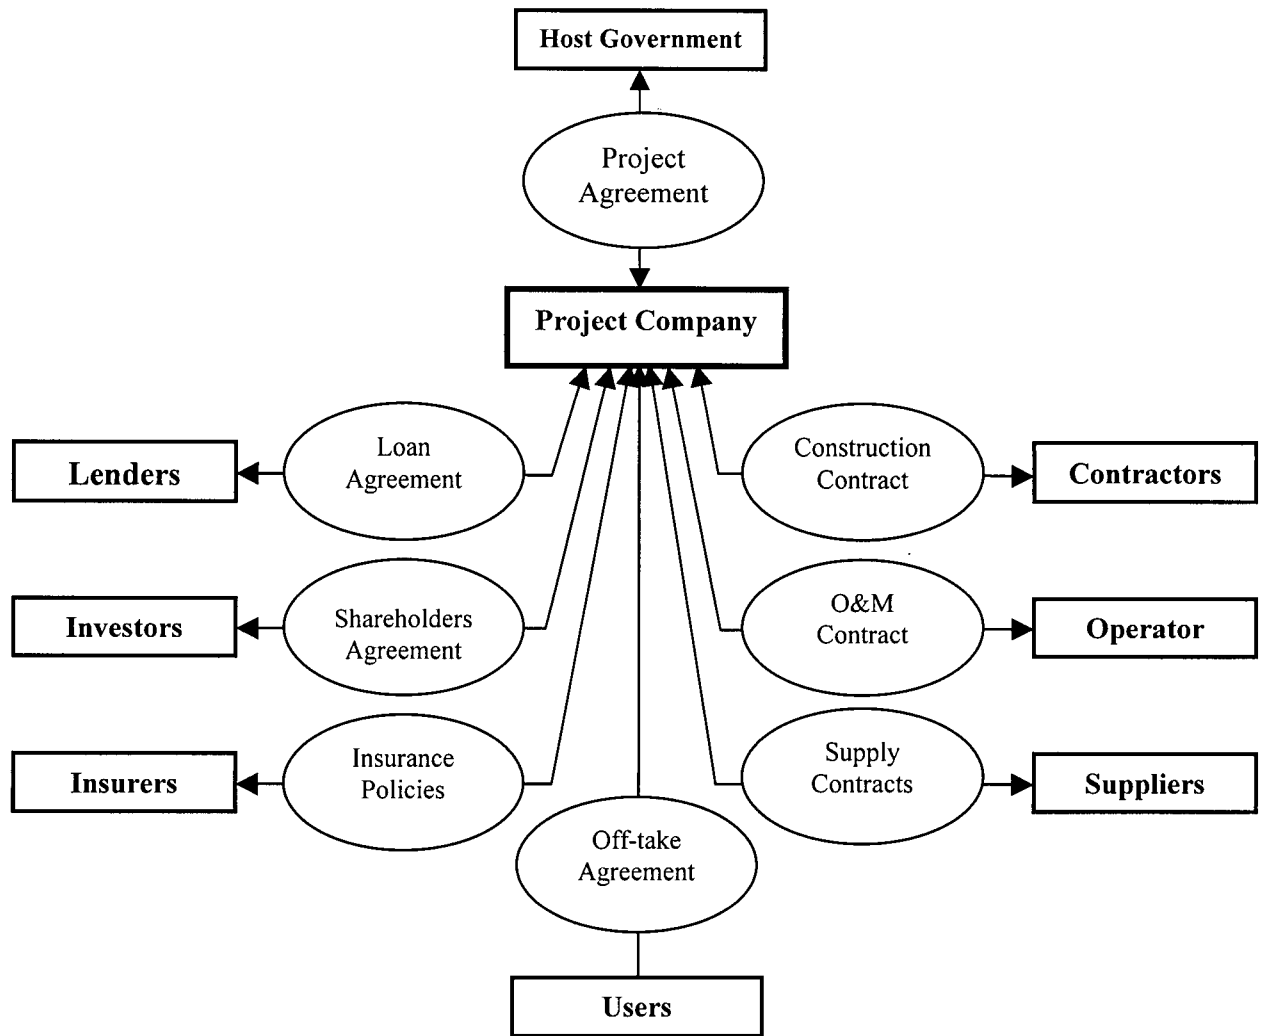 Host Government
Project
Agreement
Project Company
Loan
Agreement
Construction
Contract
Lenders
Contractors
Shareholders
Agreement
O&M
Contract
Investors
Operator
Insurance
Policies
Supply
Contracts
Insurers
Suppliers
Off-take
Agreement
Users